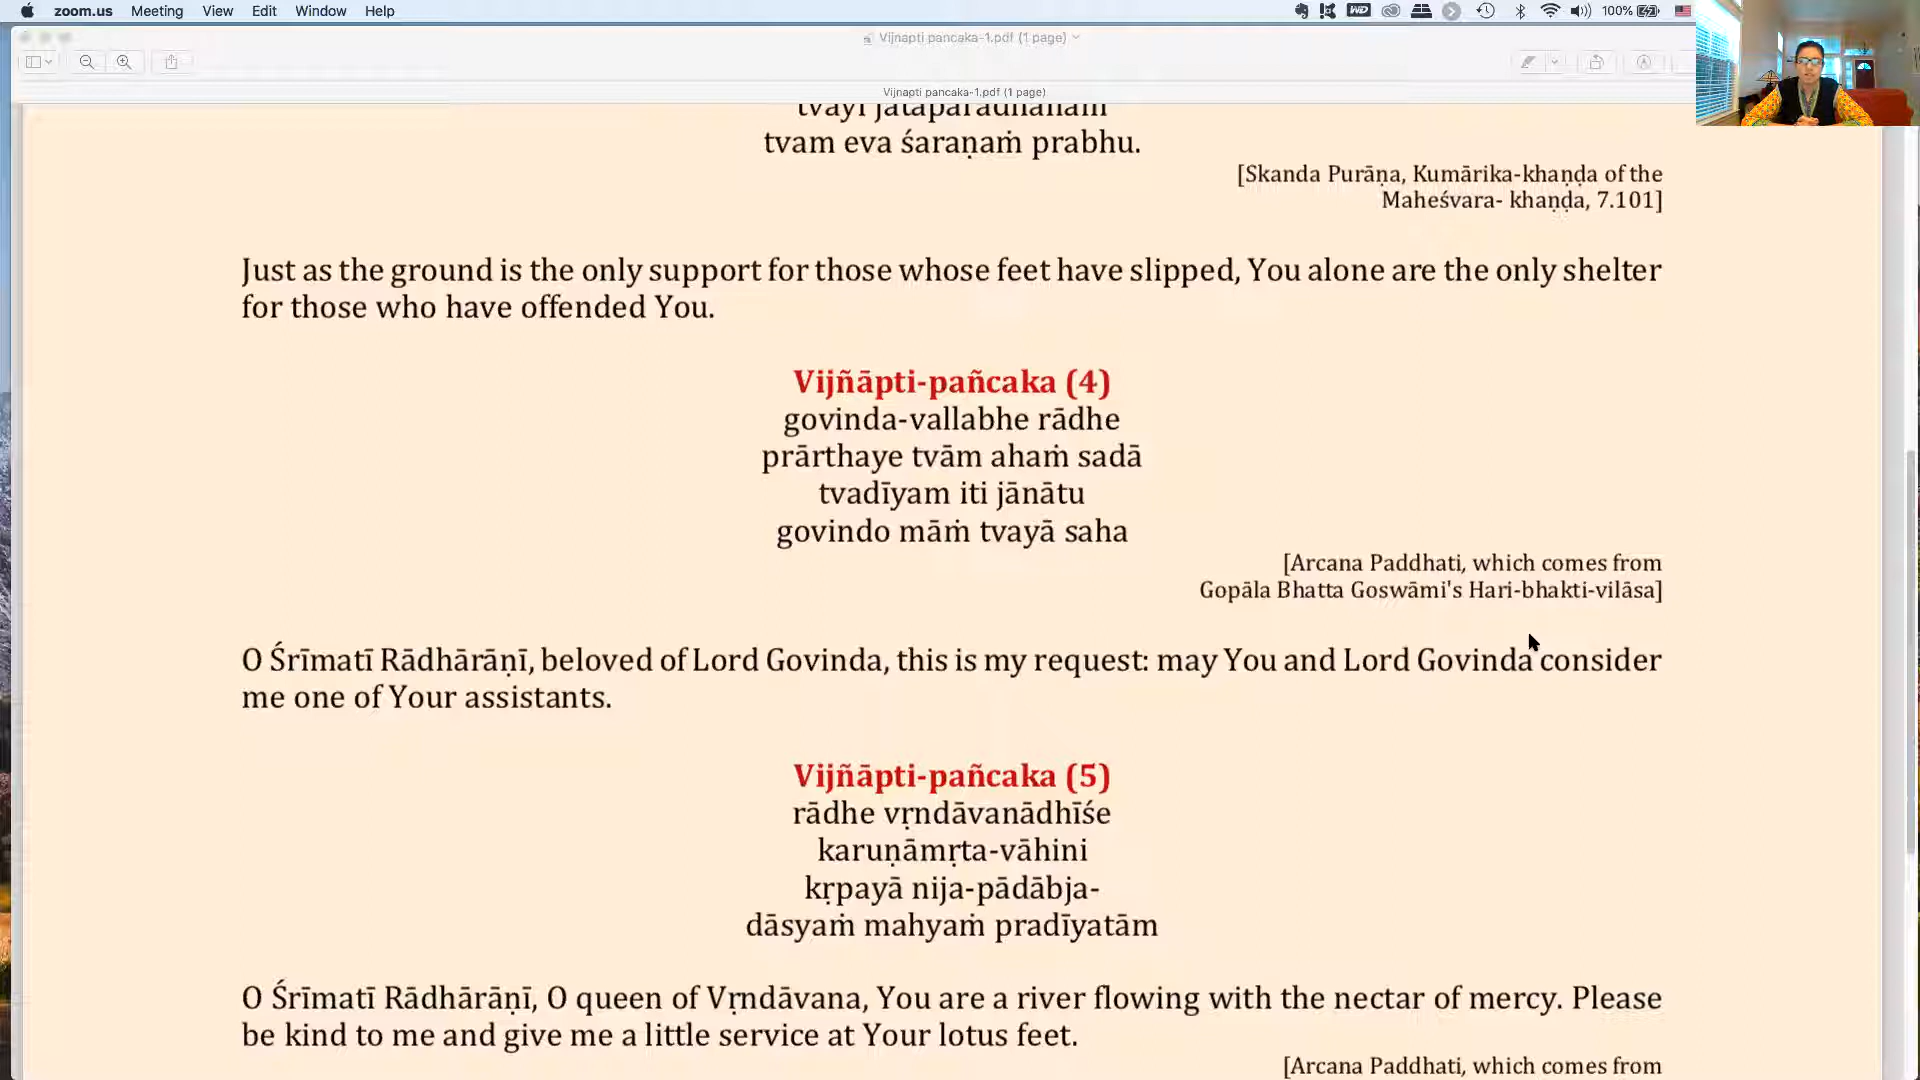 zoom.us Meeting View Edit Window Help 100%
Vijnapti pancaka-1.pdf (1 page)
Vijnapti pancaka-1.pdf (1 page)
tvayi jātāparādhānāṁ
tvam eva śaraṇaṁ prabhu.
[Skanda Purāṇa, Kumārika-khaṇḍa of the
Maheśvara- khaṇḍa, 7.101]
Just as the ground is the only support for those whose feet have slipped, You alone are the only shelter
for those who have offended You.
Vijñāpti-pañcaka (4)
govinda-vallabhe rādhe
prārthaye tvām ahaṁ sadā
tvadīyam iti jānātu
govindo māṁ tvayā saha
[Arcana Paddhati, which comes from
Gopāla Bhatta Goswāmi's Hari-bhakti-vilāsa]
O Śrīmatī Rādhārāṇī, beloved of Lord Govinda, this is my request: may You and Lord Govinda consider
me one of Your assistants.
Vijñāpti-pañcaka (5)
rādhe vṛndāvanādhīśe
karuṇāmṛta-vāhini
kṛpayā nija-pādābja-
dāsyaṁ mahyaṁ pradīyatām
O Śrīmatī Rādhārāṇī, O queen of Vṛndāvana, You are a river flowing with the nectar of mercy. Please
be kind to me and give me a little service at Your lotus feet.
[Arcana Paddhati, which comes from